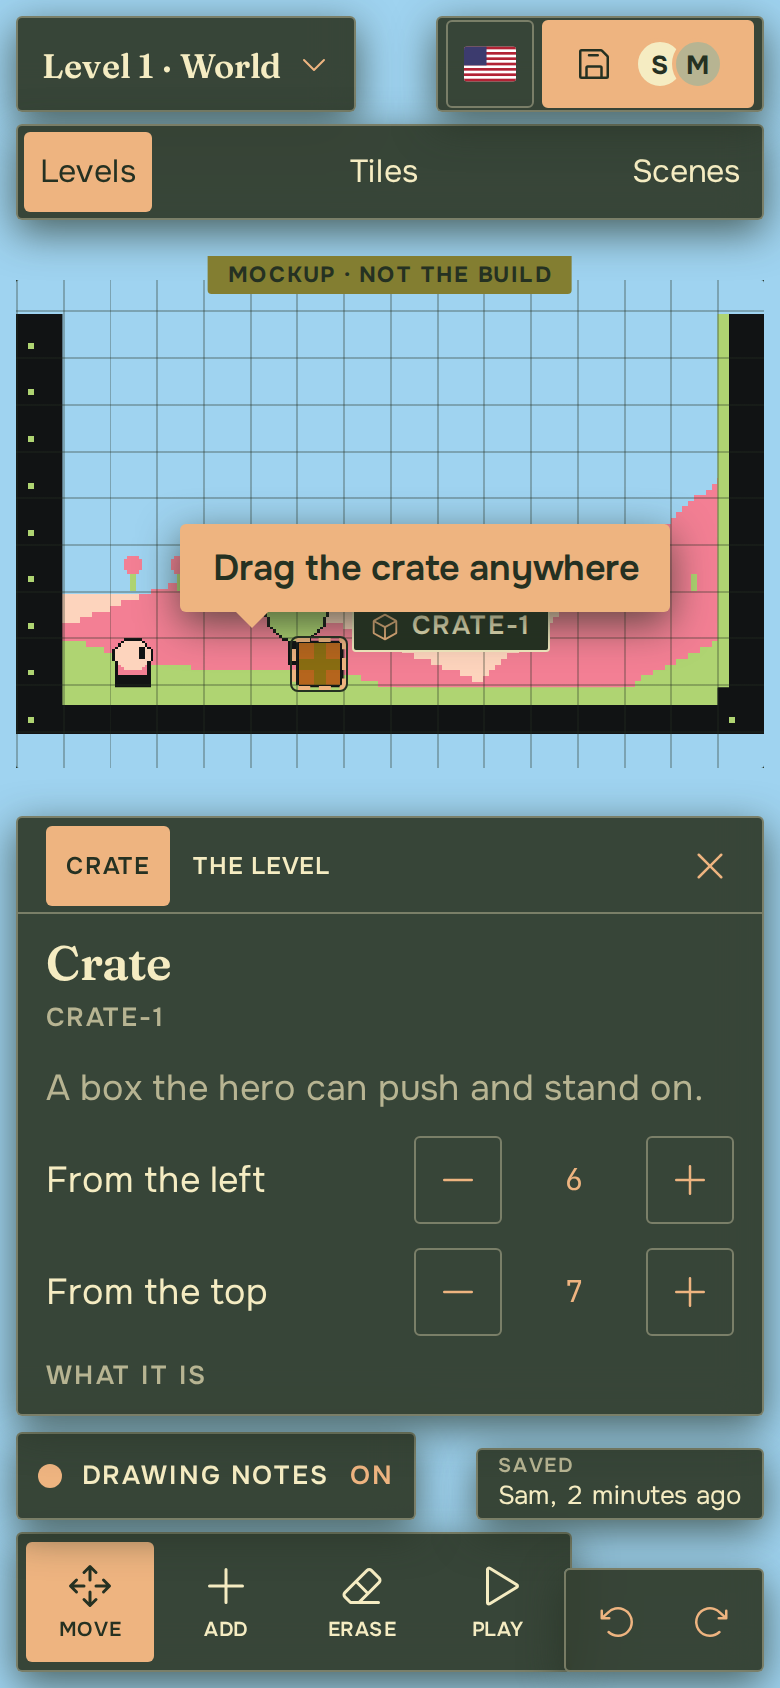 Level 1 · World
S M
Levels Tiles Scenes
MOCKUP · NOT THE BUILD
Drag the crate anywhere
CRATE-1
CRATE THE LEVEL
Crate
CRATE-1
A box the hero can push and stand on.
From the left 6
From the top 7
WHAT IT IS
DRAWING NOTES ON
SAVED
Sam, 2 minutes ago
MOVE ADD ERASE PLAY